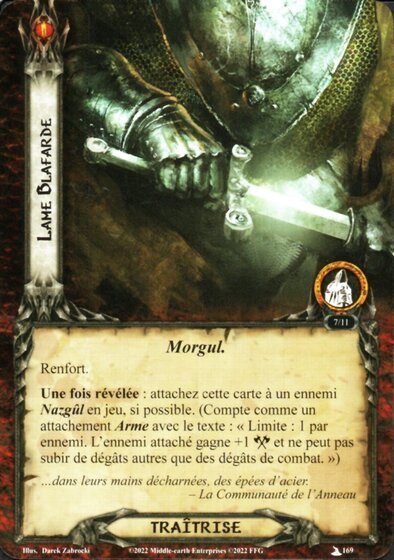 LAME BLAFARDE
7/11
Morgul.
Renfort.
Une fois révélée : attachez cette carte à un ennemi
Nazgûl en jeu, si possible. (Compte comme un
attachement Arme avec le texte : « Limite : 1 par
ennemi. L'ennemi attaché gagne +1 et ne peut pas
subir de dégâts autres que des dégâts de combat. »)
...dans leurs mains décharnées, des épées d'acier.
– La Communauté de l'Anneau
TRAÎTRISE
Illus. Darek Zabrocki ©2022 Middle-earth Enterprises ©2022 FFG 169